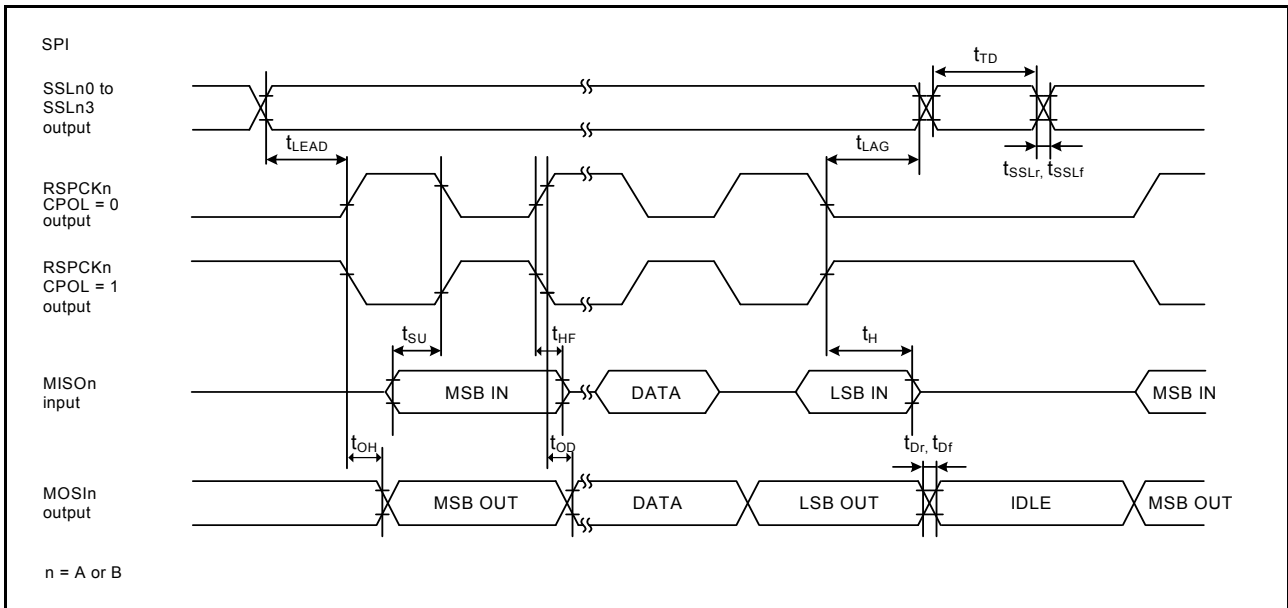 SPI
SSLn0 to
SSLn3
output
tTD
tLEAD
tLAG
tSSLr, tSSLf
RSPCKn
CPOL = 0
output
RSPCKn
CPOL = 1
output
tSU
tHF
tH
MISOn
input
MSB IN
DATA
LSB IN
MSB IN
tOH
tOD
tDr, tDf
MOSIn
output
MSB OUT
DATA
LSB OUT
IDLE
MSB OUT
n = A or B